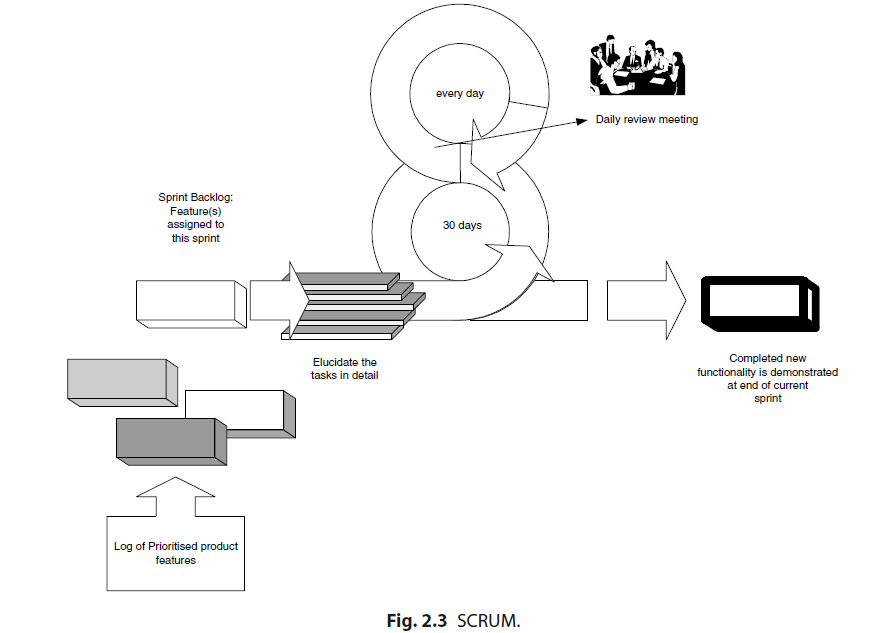 every day
Daily review meeting
Sprint Backlog:
Feature(s)
assigned to
this sprint
30 days
Elucidate the
tasks in detail
Completed new
functionality is demonstrated
at end of current
sprint
Log of Prioritised product
features
Fig. 2.3 SCRUM.